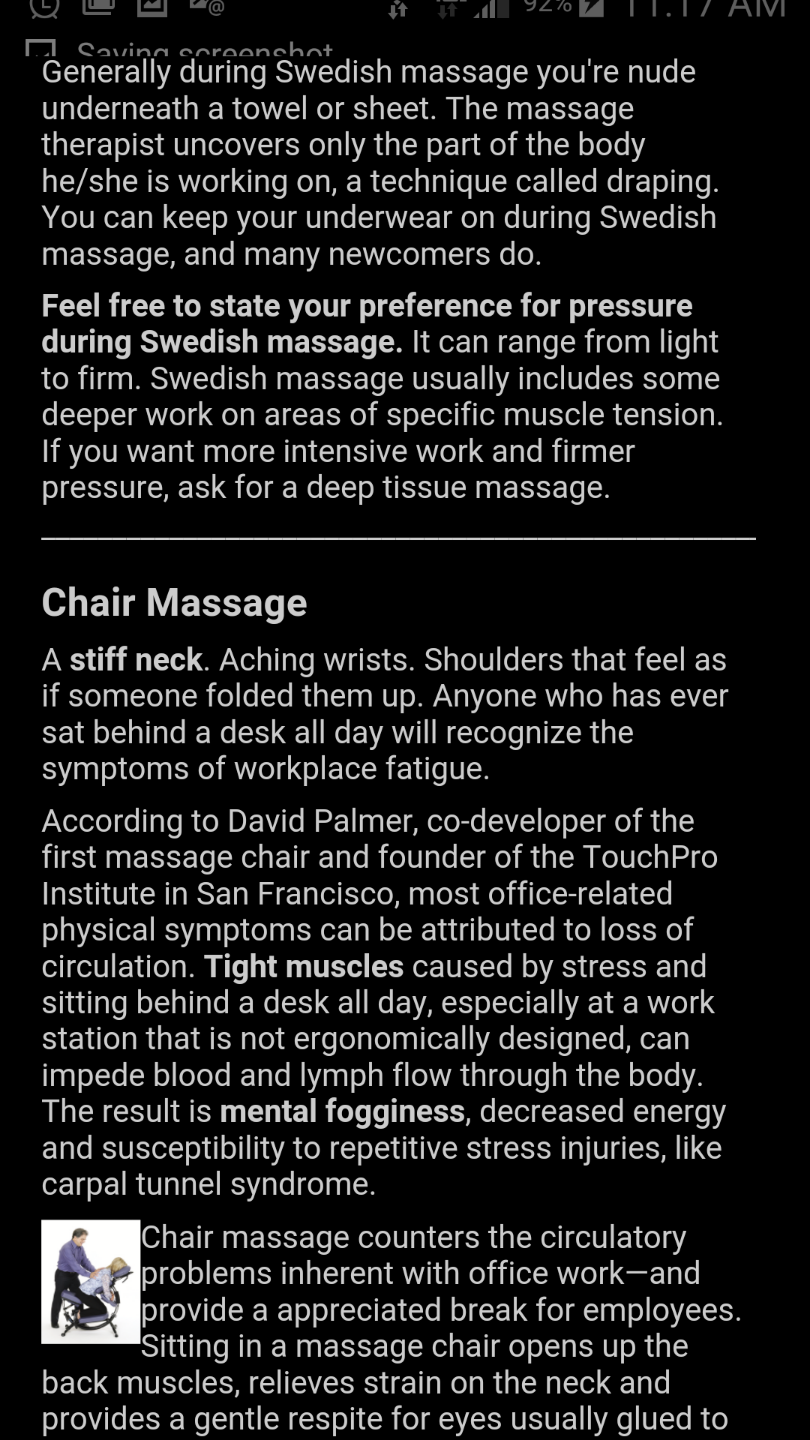 92% 11:17 AM
Saving screenshot
Generally during Swedish massage you're nude
underneath a towel or sheet. The massage
therapist uncovers only the part of the body
he/she is working on, a technique called draping.
You can keep your underwear on during Swedish
massage, and many newcomers do.
Feel free to state your preference for pressure
during Swedish massage. It can range from light
to firm. Swedish massage usually includes some
deeper work on areas of specific muscle tension.
If you want more intensive work and firmer
pressure, ask for a deep tissue massage.
Chair Massage
A stiff neck. Aching wrists. Shoulders that feel as
if someone folded them up. Anyone who has ever
sat behind a desk all day will recognize the
symptoms of workplace fatigue.
According to David Palmer, co-developer of the
first massage chair and founder of the TouchPro
Institute in San Francisco, most office-related
physical symptoms can be attributed to loss of
circulation. Tight muscles caused by stress and
sitting behind a desk all day, especially at a work
station that is not ergonomically designed, can
impede blood and lymph flow through the body.
The result is mental fogginess, decreased energy
and susceptibility to repetitive stress injuries, like
carpal tunnel syndrome.
Chair massage counters the circulatory
problems inherent with office work—and
provide a appreciated break for employees.
Sitting in a massage chair opens up the
back muscles, relieves strain on the neck and
provides a gentle respite for eyes usually glued to